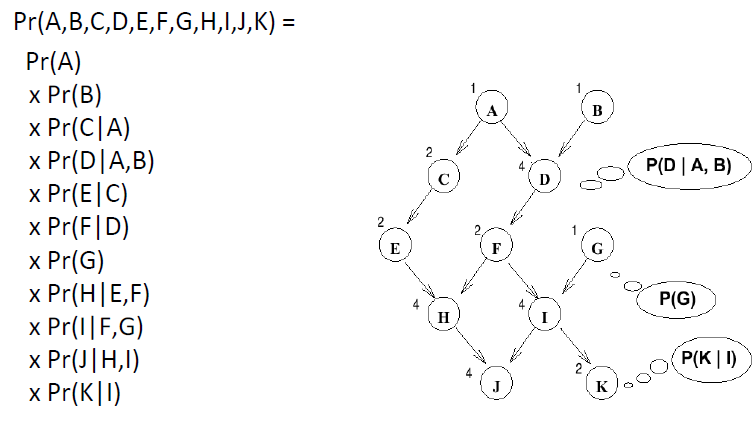 Pr(A,B,C,D,E,F,G,H,I,J,K) =
Pr(A)
x Pr(B)
x Pr(C|A)
x Pr(D|A,B)
x Pr(E|C)
x Pr(F|D)
x Pr(G)
x Pr(H|E,F)
x Pr(I|F,G)
x Pr(J|H,I)
x Pr(K|I)
1 A 1 B
2 C 4 D P(D | A, B)
2 E 2 F 1 G
P(G)
4 H 4 I
P(K | I)
4 J 2 K